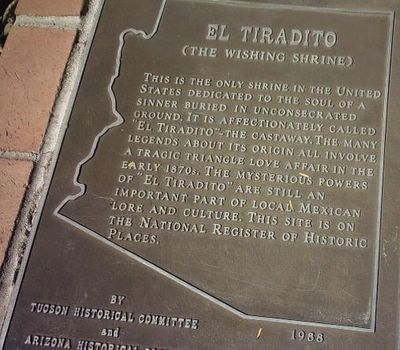 EL TIRADITO
(THE WISHING SHRINE)
THIS IS THE ONLY SHRINE IN THE UNITED
STATES DEDICATED TO THE SOUL OF A
SINNER BURIED IN UNCONSECRATED
GROUND. IT IS AFFECTIONATELY CALLED
"EL TIRADITO"-THE CASTAWAY. THE MANY
LEGENDS ABOUT ITS ORIGIN ALL INVOLVE
A TRAGIC TRIANGLE LOVE AFFAIR IN THE
EARLY 1870s. THE MYSTERIOUS POWERS
OF "EL TIRADITO" ARE STILL AN
IMPORTANT PART OF LOCAL MEXICAN
LORE AND CULTURE. THIS SITE IS ON
THE NATIONAL REGISTER OF HISTORIC
PLACES.
BY
TUCSON HISTORICAL COMMITTEE
and
ARIZONA HISTORICAL
1988